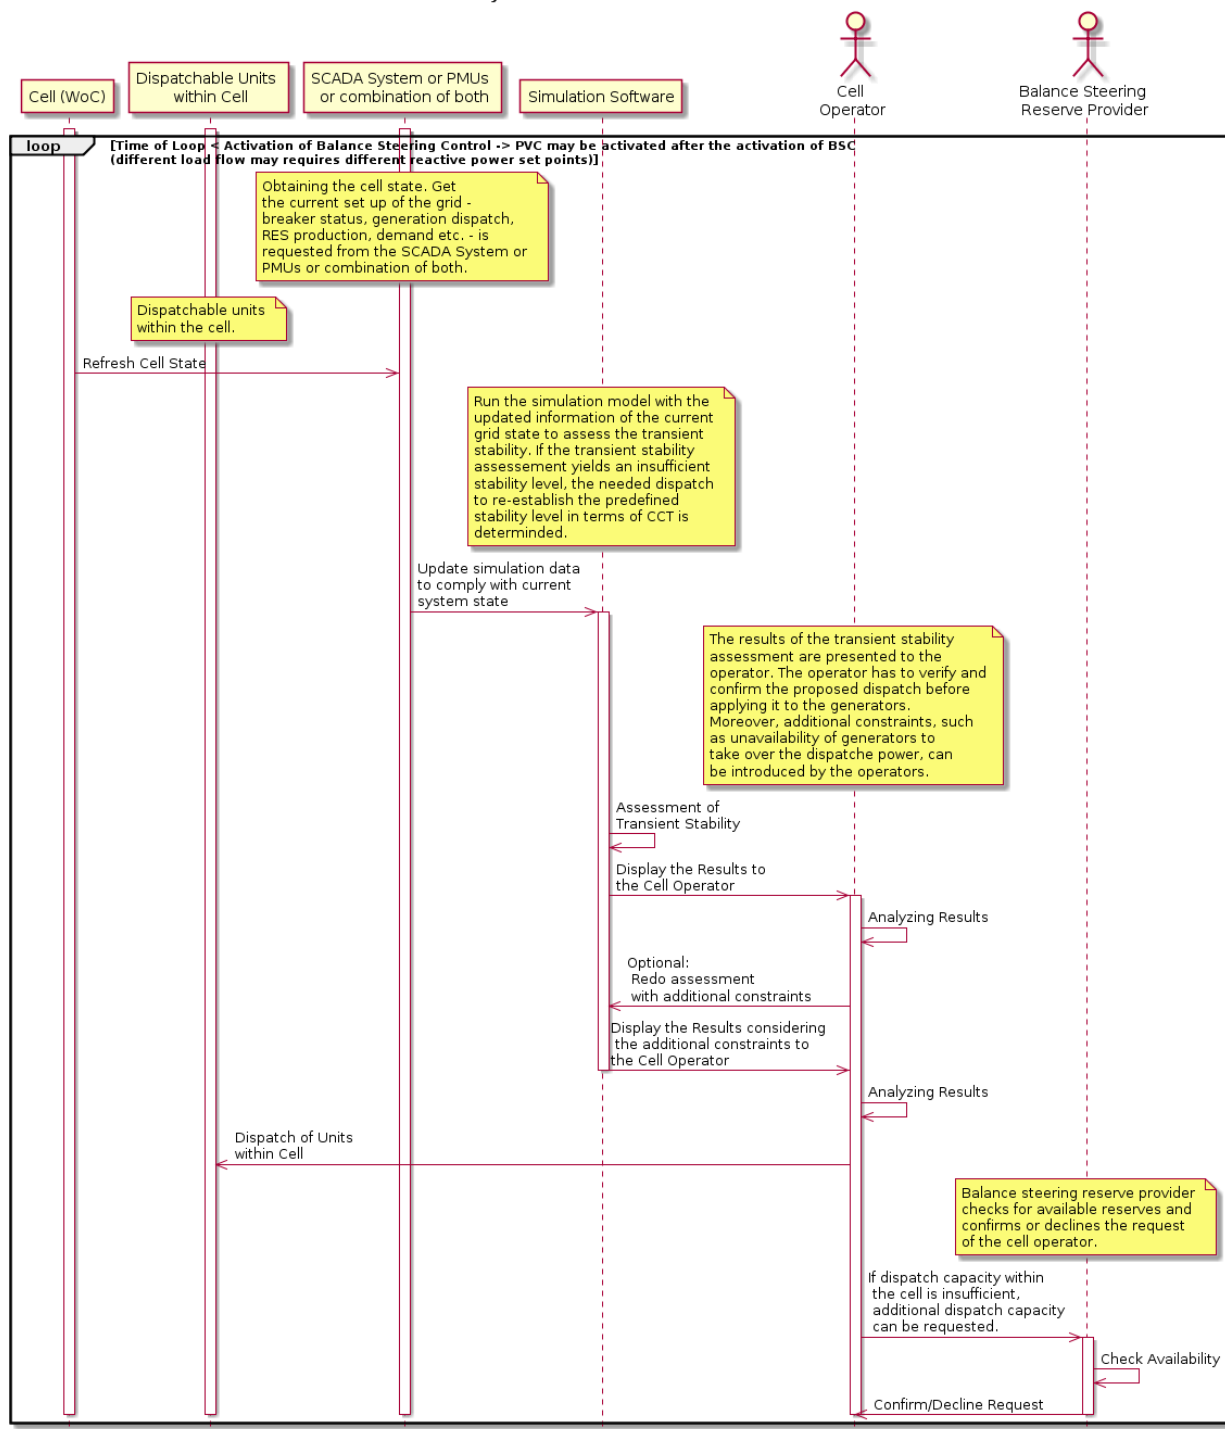 Cell (WoC)
Dispatchable Units
within Cell
SCADA System or PMUs
or combination of both
Simulation Software
Cell
Operator
Balance Steering
Reserve Provider
loop
[Time of Loop < Activation of Balance Steering Control -> PVC may be activated after the activation of BSC
(different load flow may requires different reactive power set points)]
Obtaining the cell state. Get
the current set up of the grid -
breaker status, generation dispatch,
RES production, demand etc. - is
requested from the SCADA System or
PMUs or combination of both.
Dispatchable units
within the cell.
Refresh Cell State
Run the simulation model with the
updated information of the current
grid state to assess the transient
stability. If the transient stability
assessement yields an insufficient
stability level, the needed dispatch
to re-establish the predefined
stability level in terms of CCT is
determinded.
Update simulation data
to comply with current
system state
The results of the transient stability
assessment are presented to the
operator. The operator has to verify and
confirm the proposed dispatch before
applying it to the generators.
Moreover, additional constraints, such
as unavailability of generators to
take over the dispatche power, can
be introduced by the operators.
Assessment of
Transient Stability
Display the Results to
the Cell Operator
Analyzing Results
Optional:
Redo assessment
with additional constraints
Display the Results considering
the additional constraints to
the Cell Operator
Analyzing Results
Dispatch of Units
within Cell
Balance steering reserve provider
checks for available reserves and
confirms or declines the request
of the cell operator.
If dispatch capacity within
the cell is insufficient,
additional dispatch capacity
can be requested.
Check Availability
Confirm/Decline Request